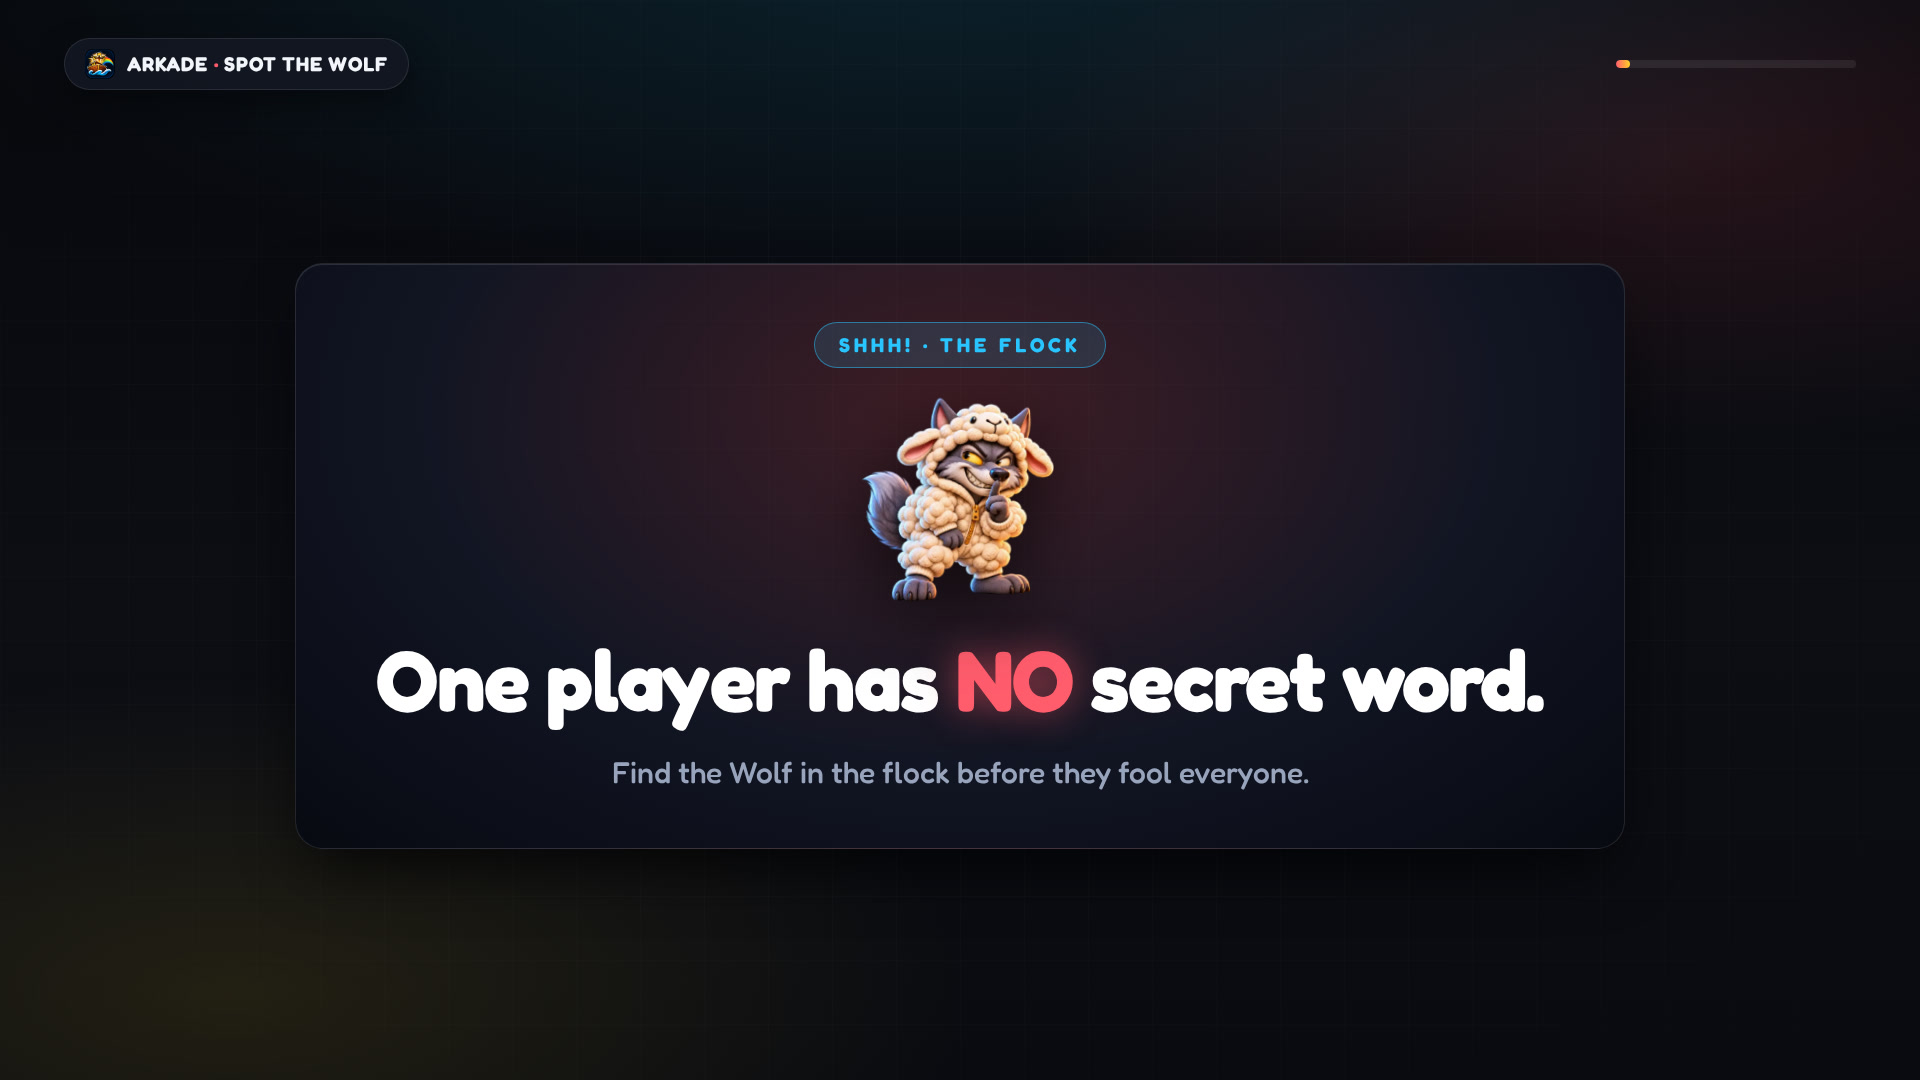 ARKADE · SPOT THE WOLF
SHHH! · THE FLOCK
One player has NO secret word.
Find the Wolf in the flock before they fool everyone.